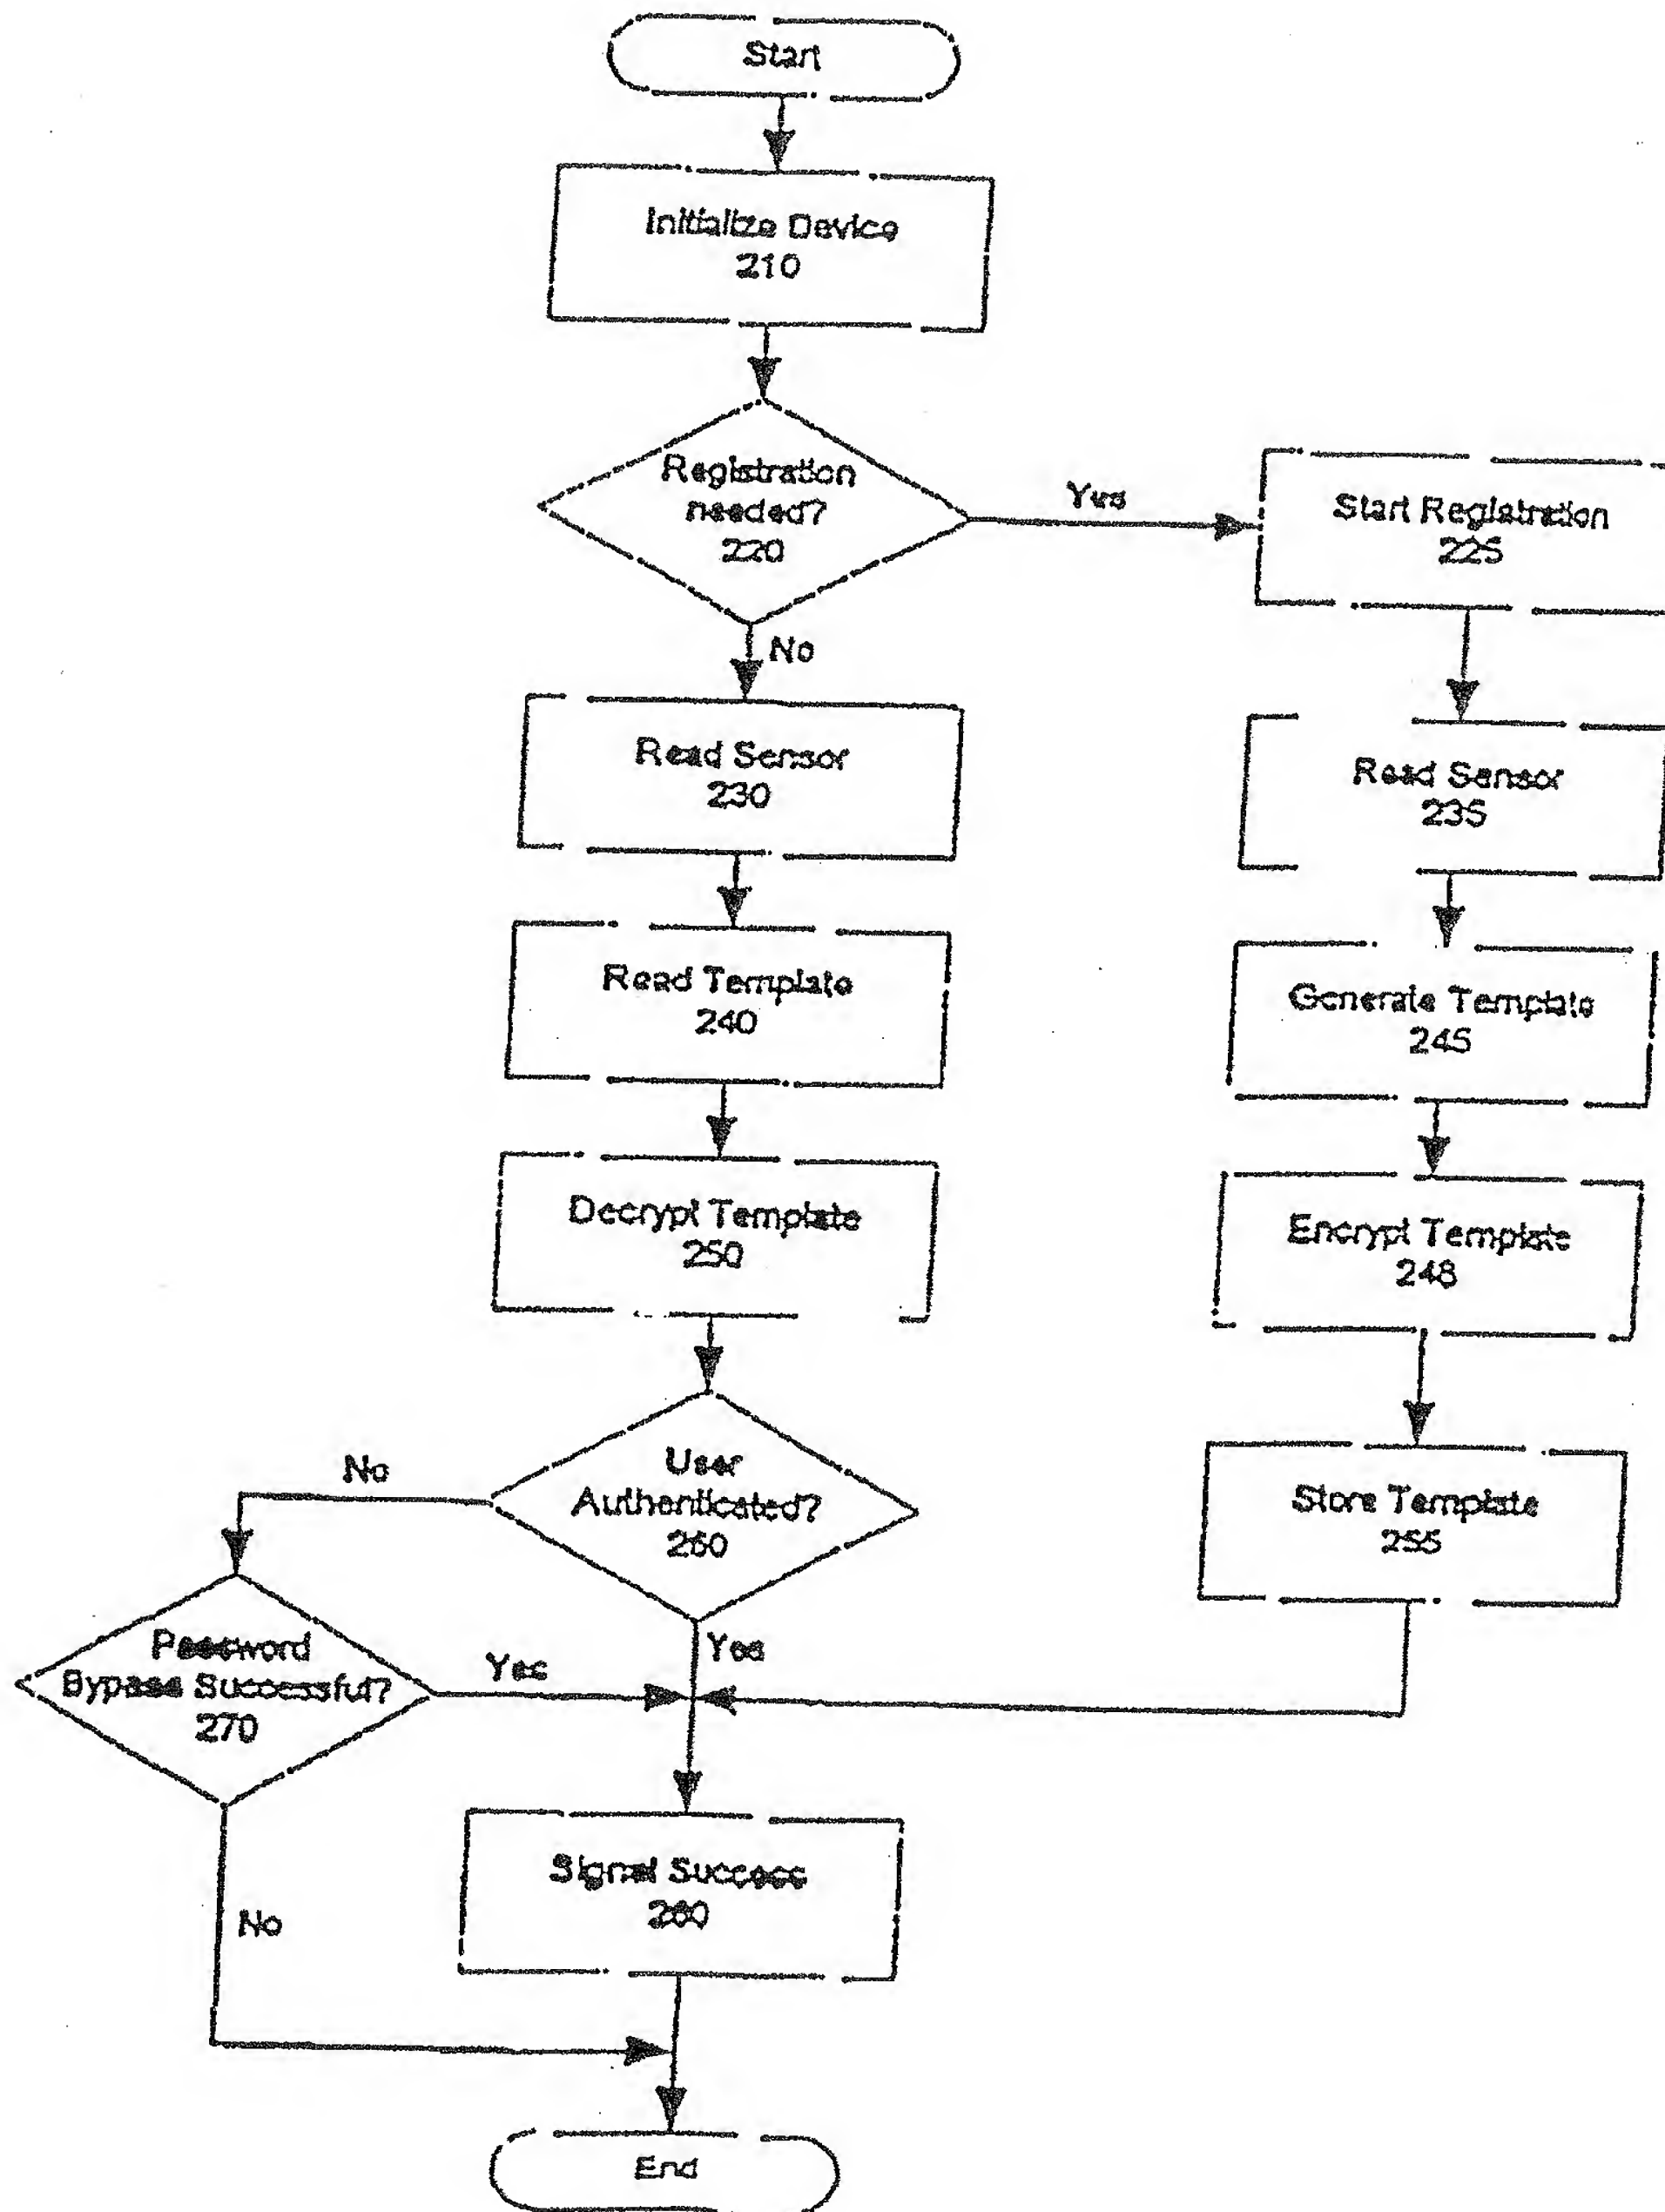 Start
Initialize Device
210
Registration
needed?
220
Yes
Start Registration
225
No
Read Sensor
230
Read Sensor
235
Read Template
240
Generate Template
245
Decrypt Template
250
Encrypt Template
248
No
User
Authenticated?
260
Store Template
255
Password
Bypass Successful?
270
Yes
Yes
Signal Success
280
No
End